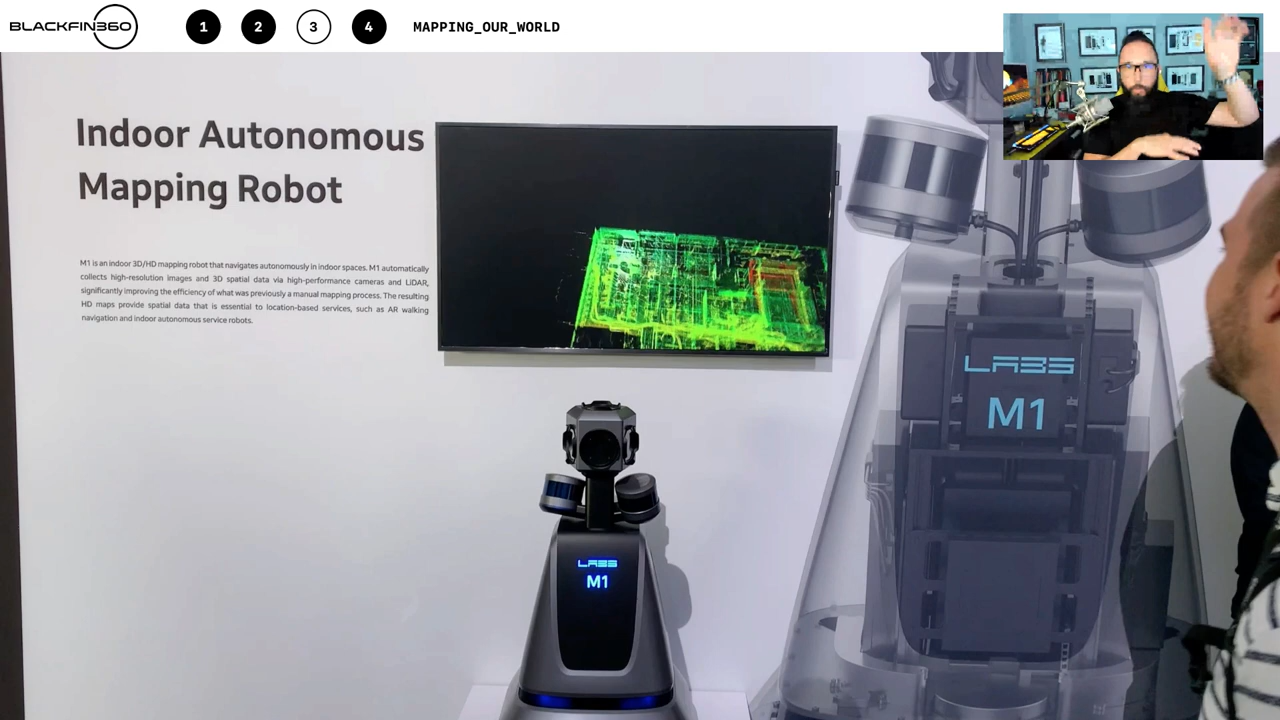 BLACKFIN360
1 2 3 4 MAPPING_OUR_WORLD
Indoor Autonomous
Mapping Robot
M1 is an indoor 3D/HD mapping robot that navigates autonomously in indoor spaces. M1 automatically
collects high-resolution images and 3D spatial data via high-performance cameras and LiDAR,
significantly improving the efficiency of what was previously a manual mapping process. The resulting
HD maps provide spatial data that is essential to location-based services, such as AR walking
navigation and indoor autonomous service robots.
LABS
M1
LABS
M1